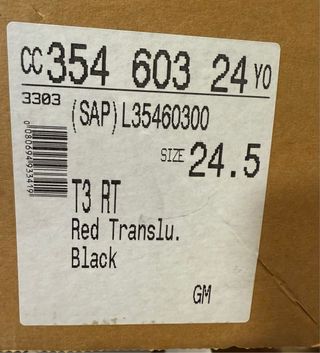 CC 354 603 24 YO
3303
(SAP) L35460300
SIZE 24.5
T3 RT
Red Translu.
Black
GM